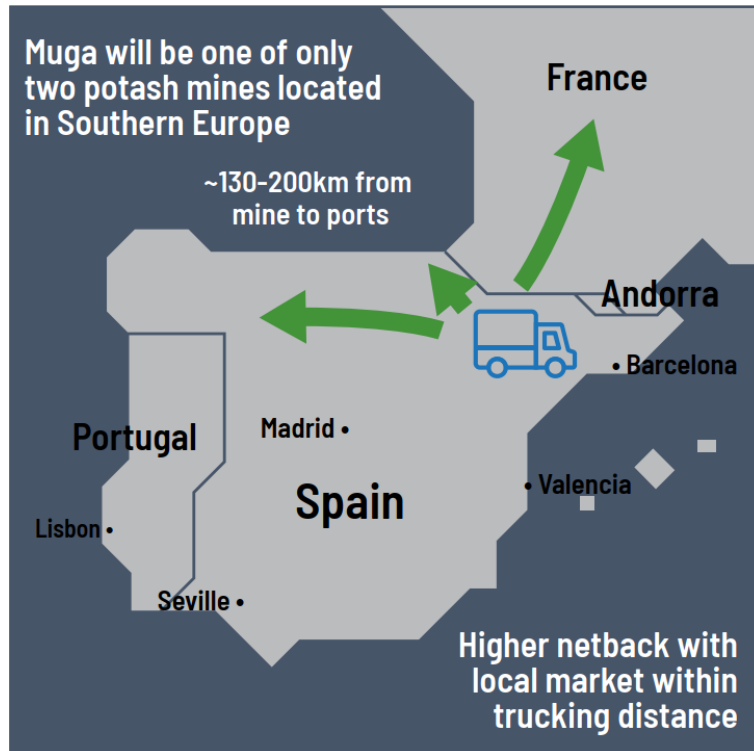 Muga will be one of only
two potash mines located
in Southern Europe
France
~130-200km from
mine to ports
Andorra
• Barcelona
Portugal
Madrid •
Spain
• Valencia
Lisbon •
Seville •
Higher netback with
local market within
trucking distance